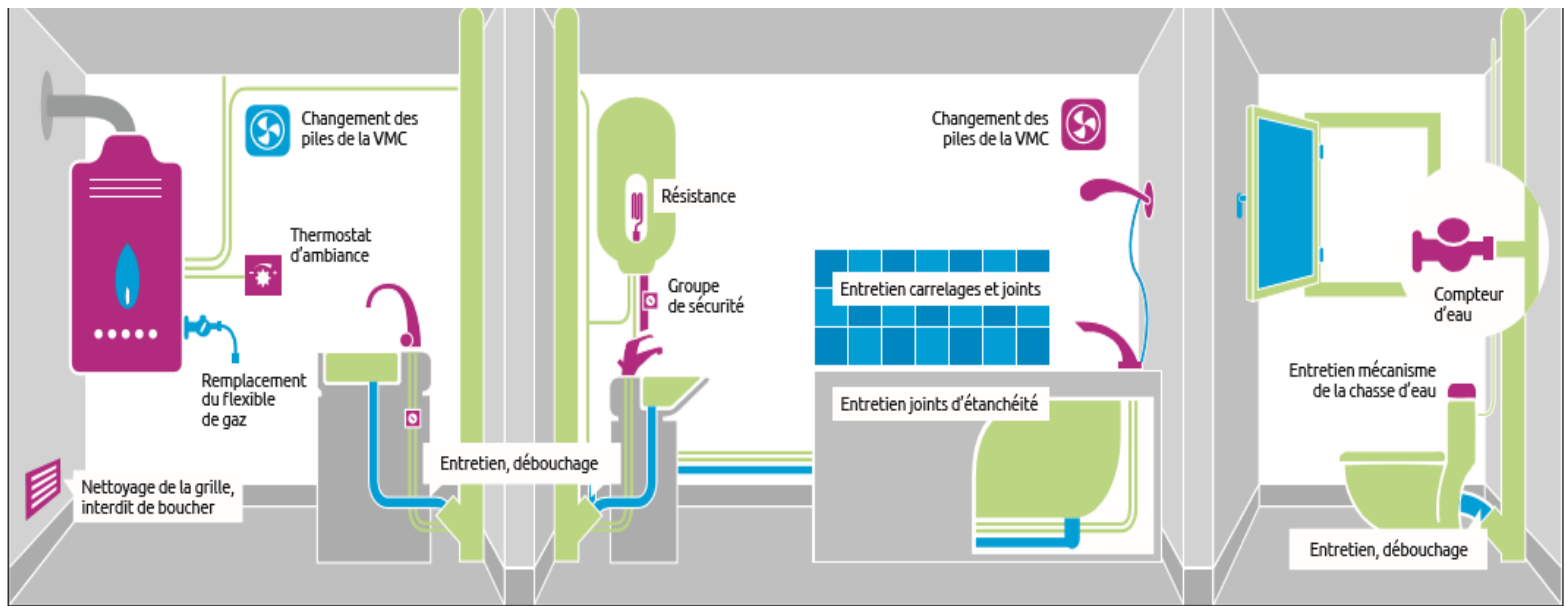 Changement des
piles de la VMC
Thermostat
d'ambiance
Remplacement
du flexible
de gaz
Nettoyage de la grille,
interdit de boucher
Entretien, débouchage
Résistance
Groupe
de sécurité
Changement des
piles de la VMC
Entretien carrelages et joints
Entretien joints d'étanchéité
Compteur
d'eau
Entretien mécanisme
de la chasse d'eau
Entretien, débouchage